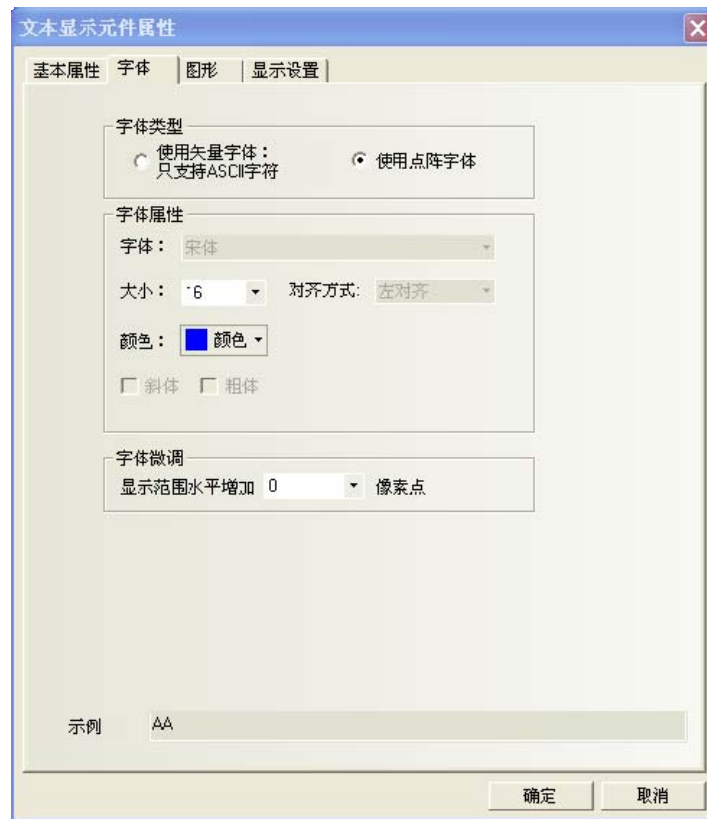 文本显示元件属性
基本属性 字体 图形 显示设置
字体类型
使用矢量字体：
只支持ASCII字符
使用点阵字体
字体属性
字体： 宋体
大小： 16 对齐方式: 左对齐
颜色： 颜色
斜体 粗体
字体微调
显示范围水平增加 0 像素点
示例 AA
确定 取消